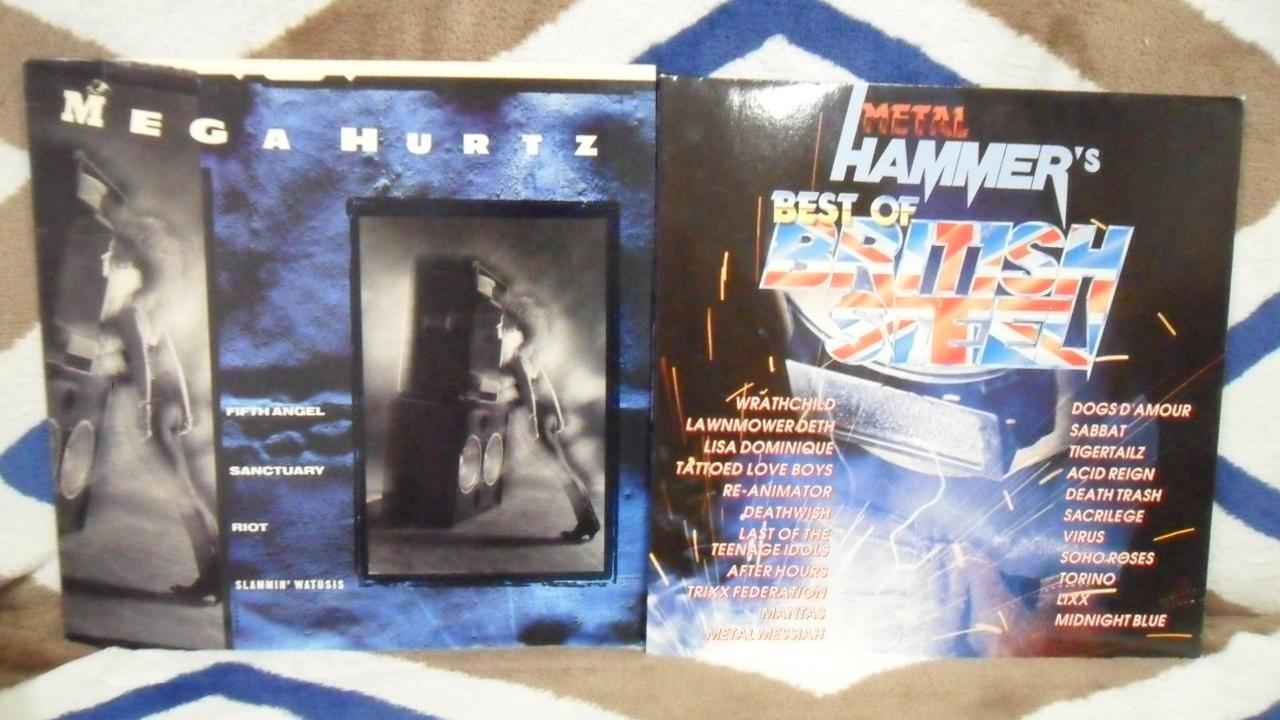 MEGA HURTZ
FIFTH ANGEL
SANCTUARY
RIOT
SLAMMIN' WATUSIS
METAL
HAMMER'S
BEST OF
BRITISH
STEEL
WRATHCHILD
LAWNMOWER DETH
LISA DOMINIQUE
TATTOED LOVE BOYS
RE-ANIMATOR
DEATHWISH
LAST OF THE
TEENAGE IDOLS
AFTER HOURS
TRIXX FEDERATION
MANTAS
METAL MESSIAH
DOGS D'AMOUR
SABBAT
TIGERTAILZ
ACID REIGN
DEATH TRASH
SACRILEGE
VIRUS
SOHO ROSES
TORINO
LIXX
MIDNIGHT BLUE